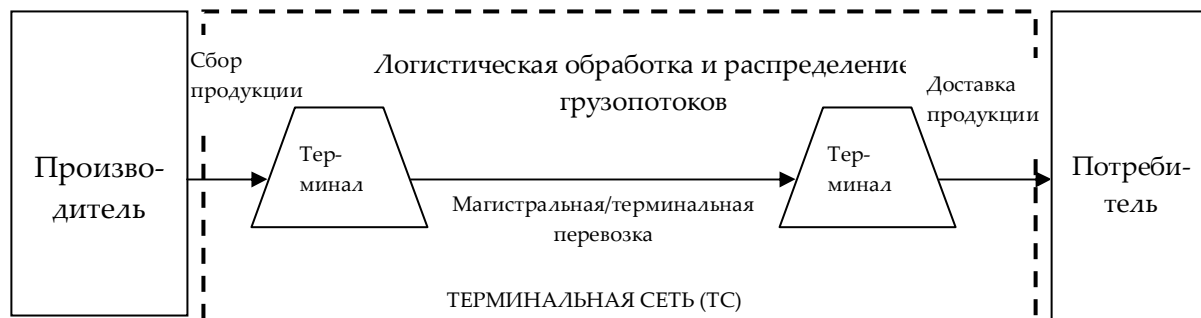 Произво-
дитель
Сбор
продукции
Логистическая обработка и распределение
грузопотоков
Тер-
минал
Магистральная/терминальная
перевозка
Тер-
минал
Доставка
продукции
Потреби-
тель
ТЕРМИНАЛЬНАЯ СЕТЬ (ТС)